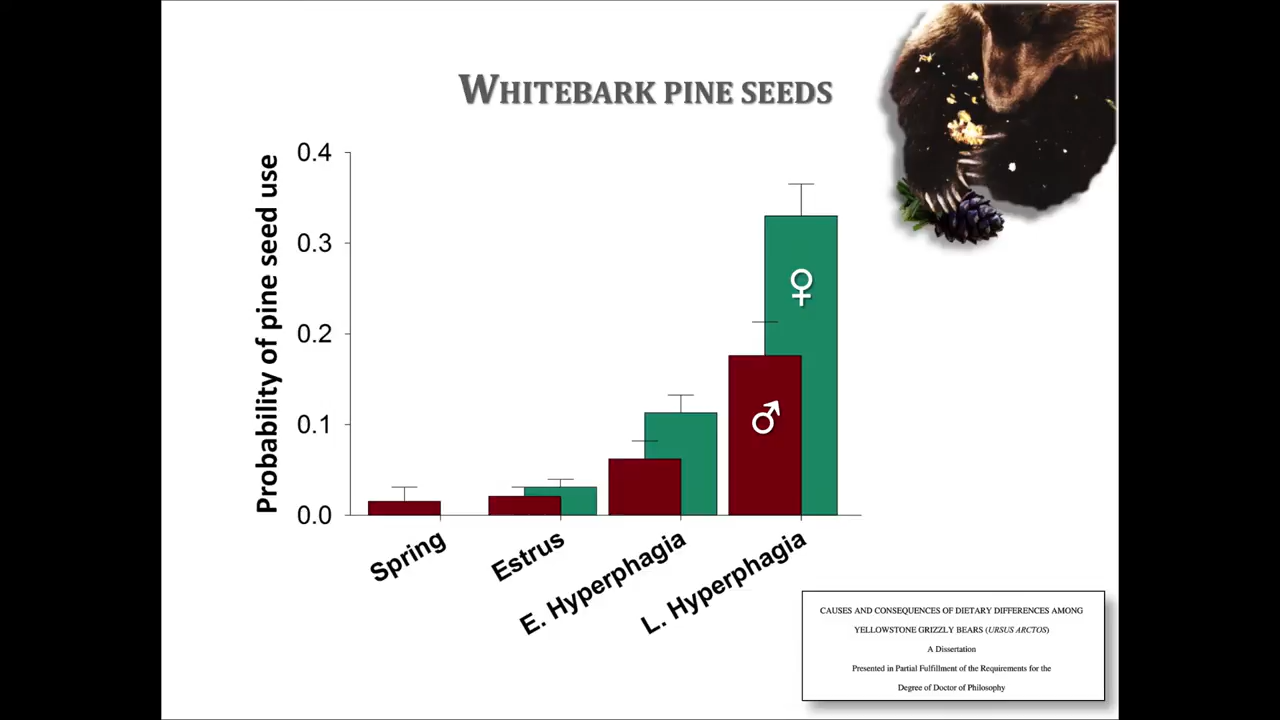 WHITEBARK PINE SEEDS
Probability of pine seed use
0.4
0.3
0.2
0.1
0.0
♀
♂
Spring
Estrus
E. Hyperphagia
L. Hyperphagia
CAUSES AND CONSEQUENCES OF DIETARY DIFFERENCES AMONG
YELLOWSTONE GRIZZLY BEARS (URSUS ARCTOS)
A Dissertation
Presented in Partial Fulfillment of the Requirements for the
Degree of Doctor of Philosophy